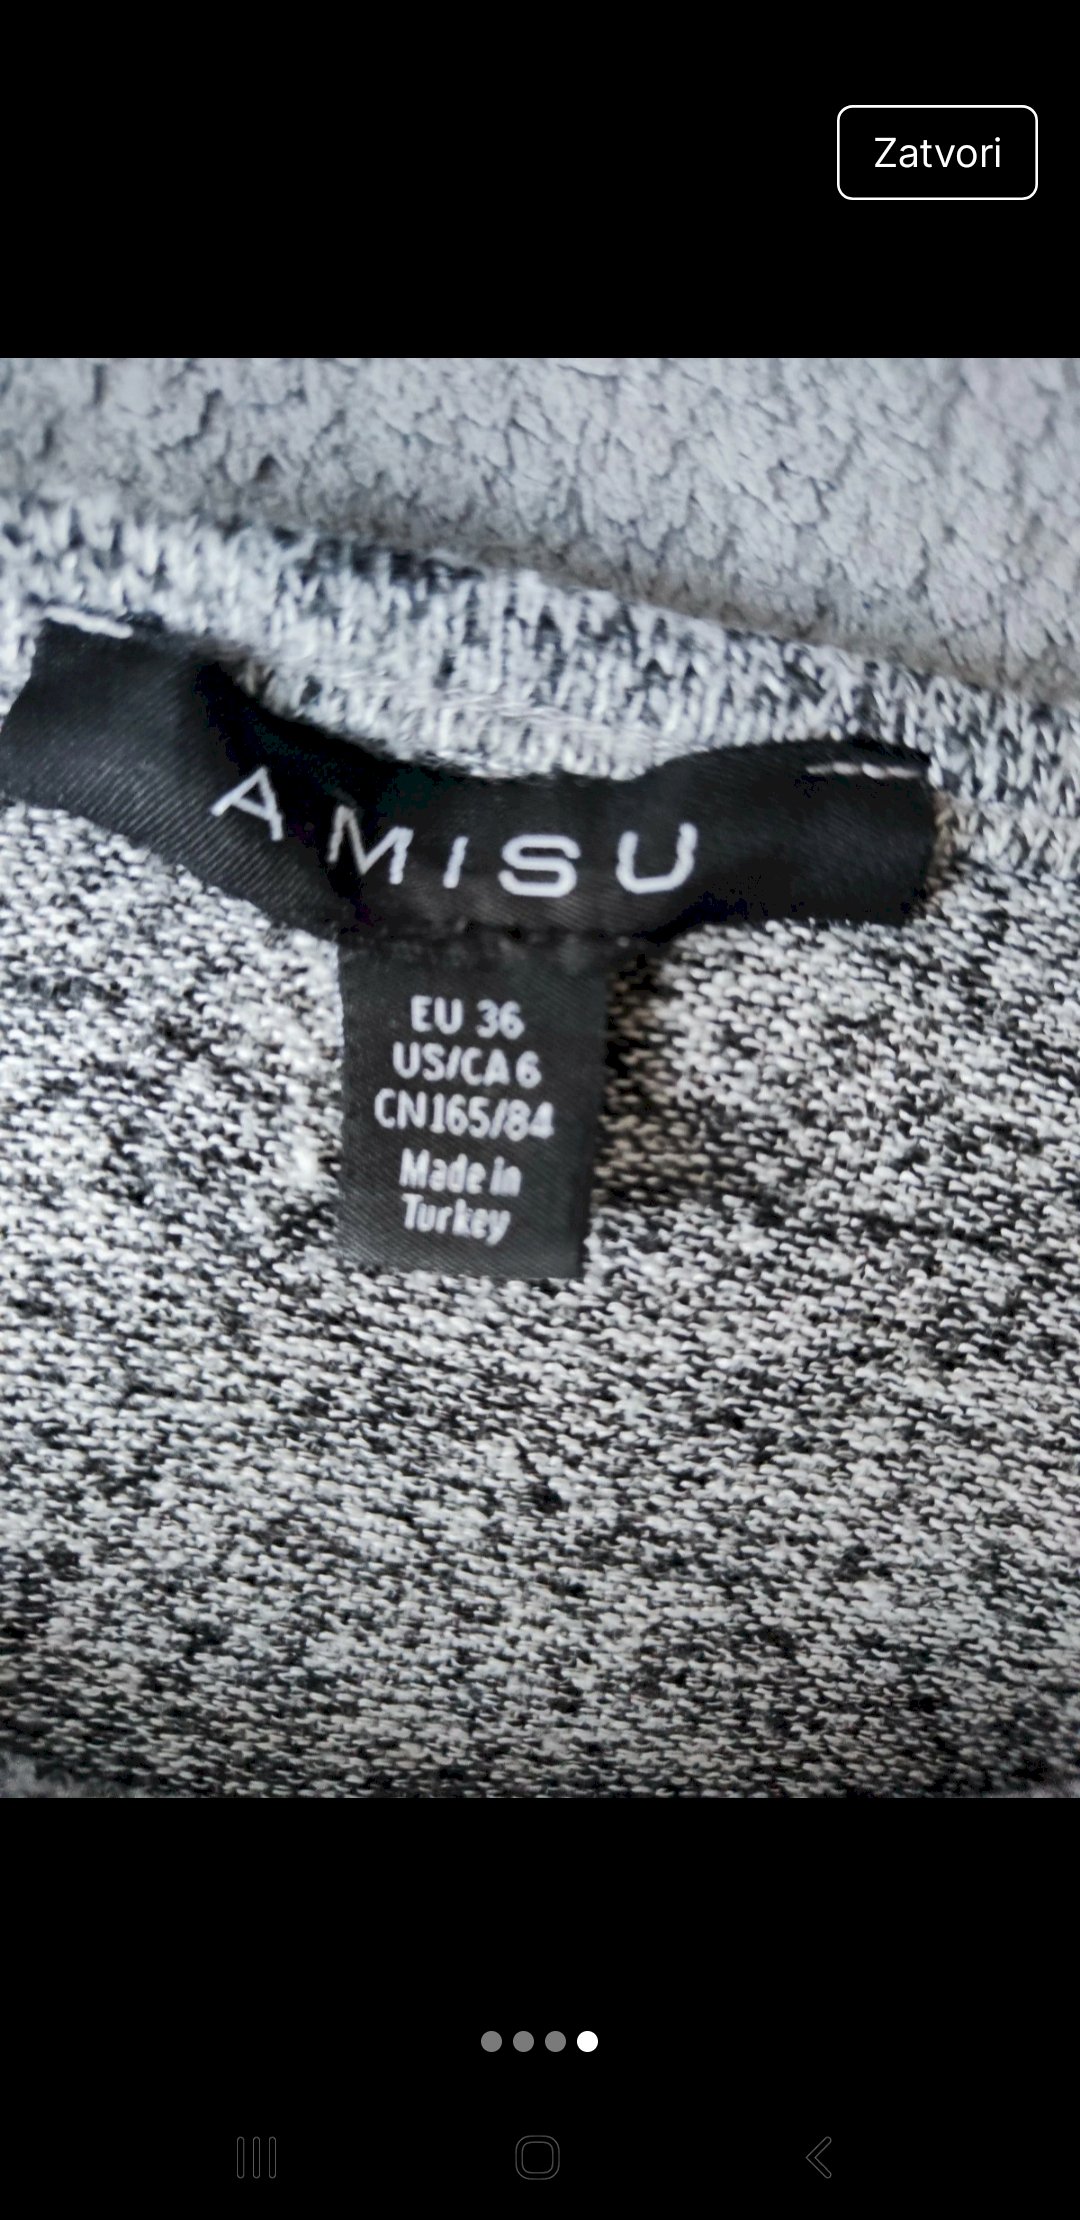 Zatvori
AMISU
EU 36
US/CA 6
CN165/84
Made in
Turkey